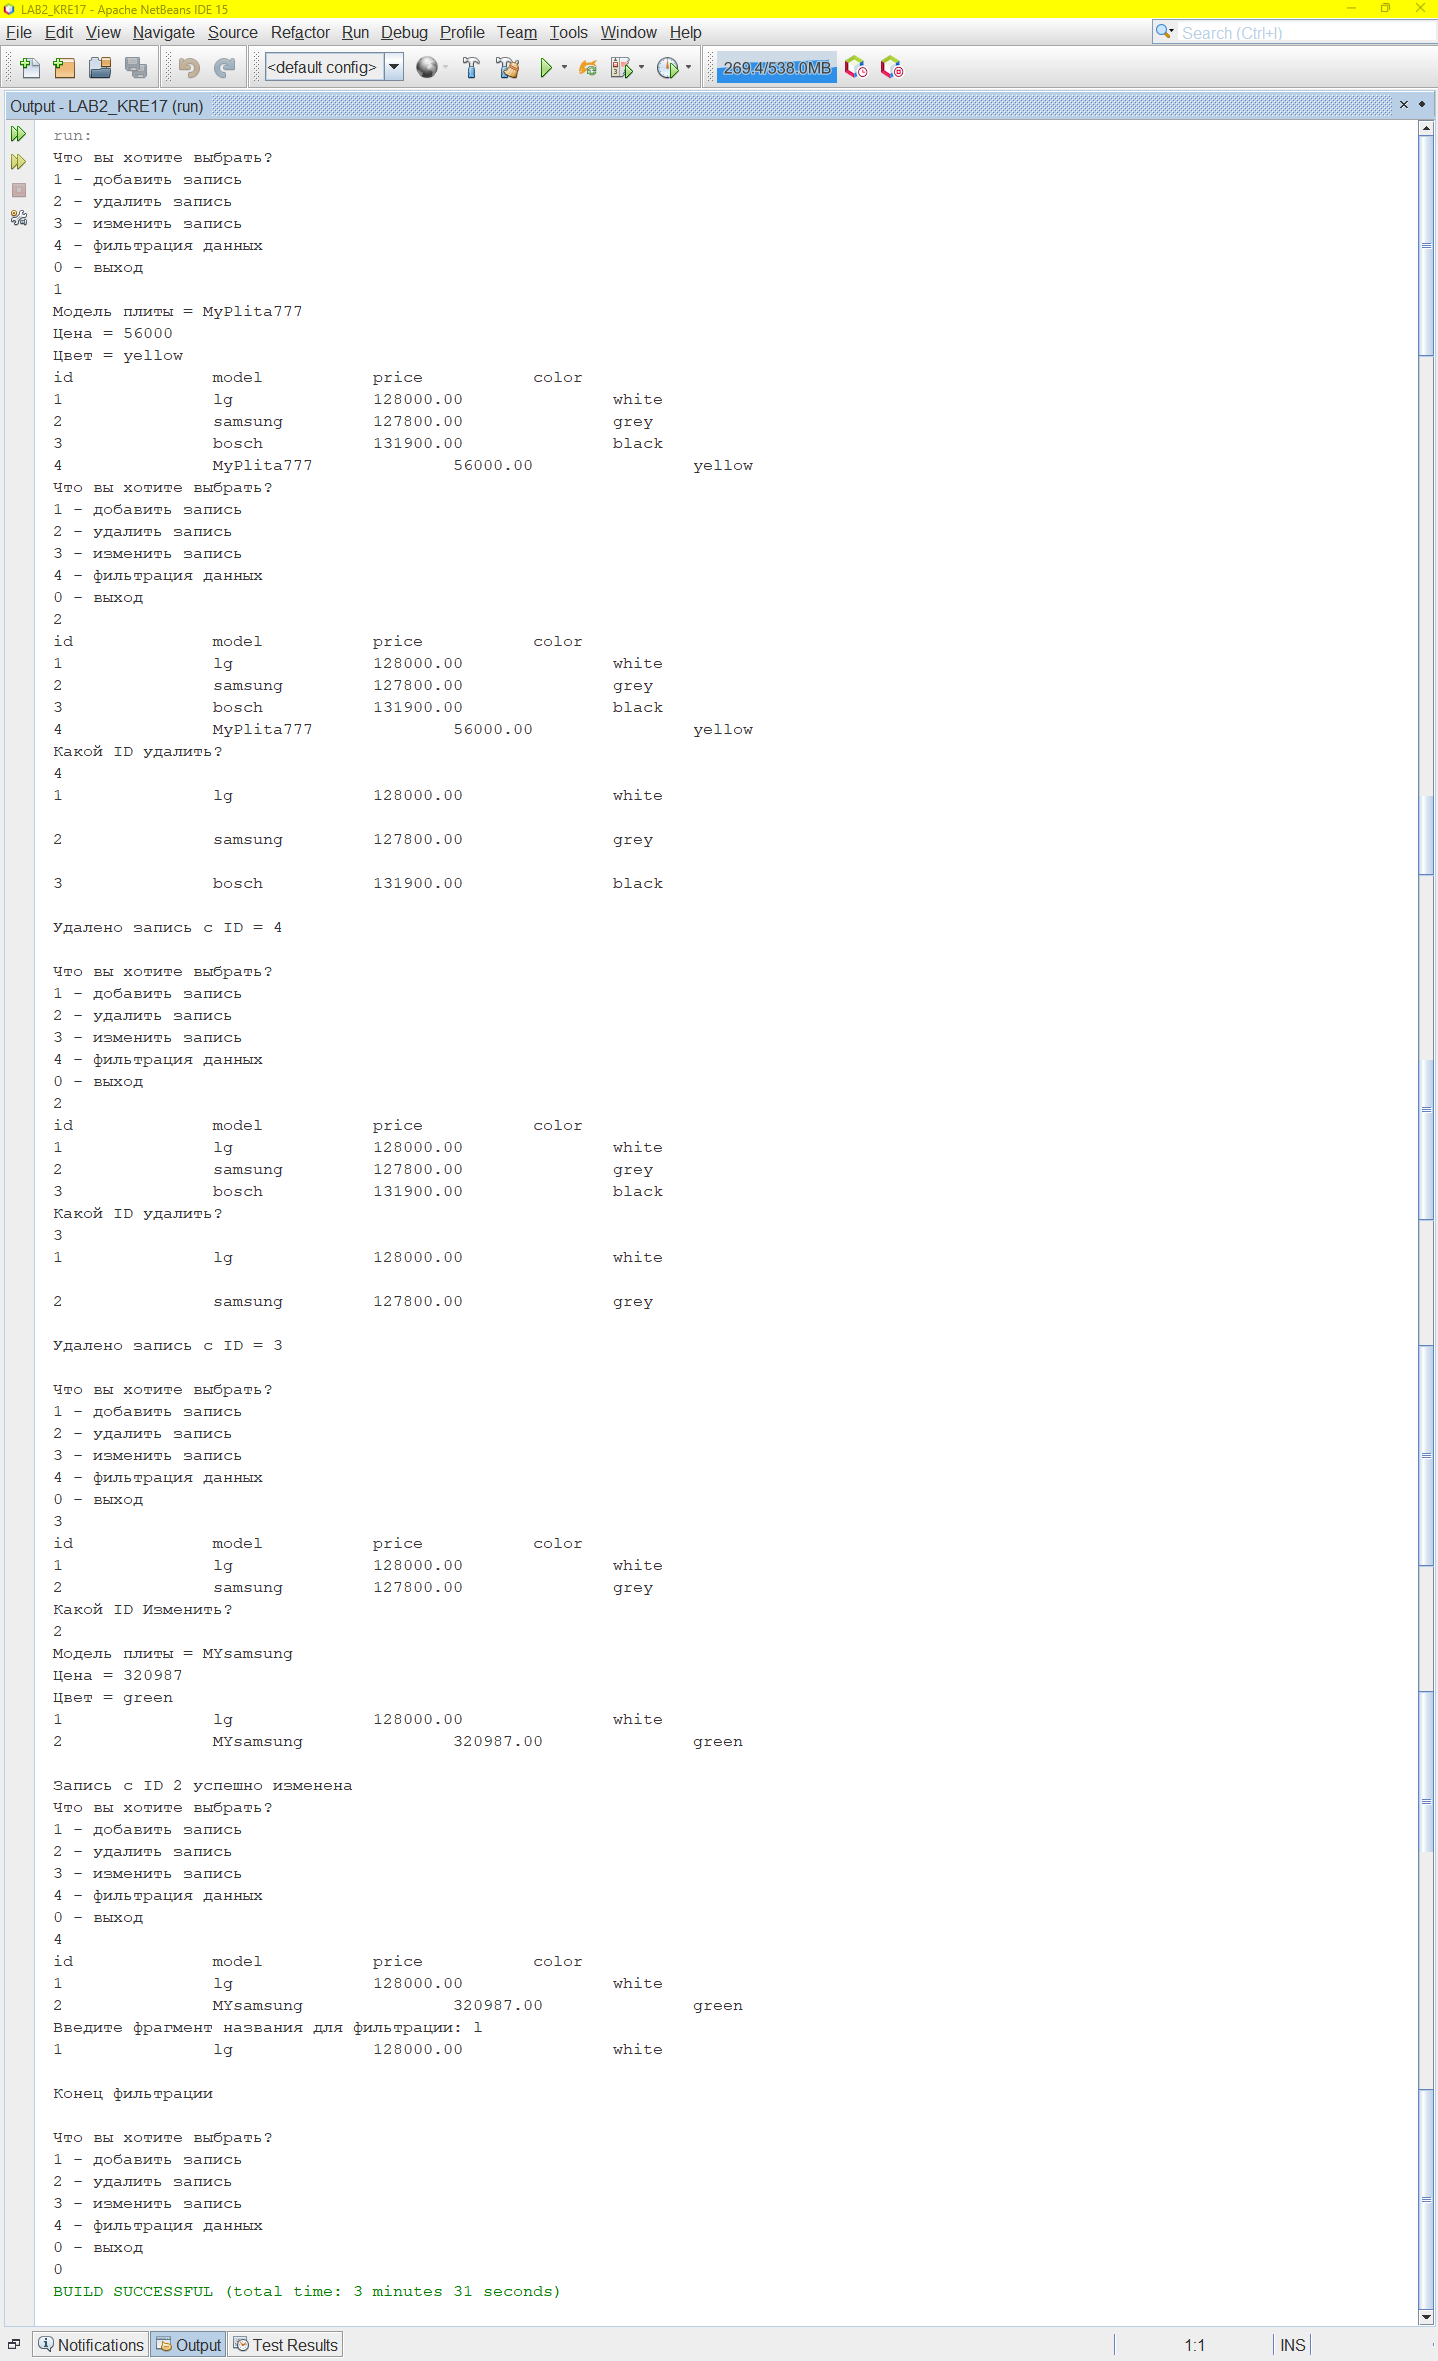 LAB2_KRE17 - Apache NetBeans IDE 15
File Edit View Navigate Source Refactor Run Debug Profile Team Tools Window Help
Search (Ctrl+I)
<default config>
269.4/538.0MB
Output - LAB2_KRE17 (run)
run:
Что вы хотите выбрать?
1 - добавить запись
2 - удалить запись
3 - изменить запись
4 - фильтрация данных
0 - выход
1
Модель плиты = MyPlita777
Цена = 56000
Цвет = yellow
id model price color
1 lg 128000.00 white
2 samsung 127800.00 grey
3 bosch 131900.00 black
4 MyPlita777 56000.00 yellow
Что вы хотите выбрать?
1 - добавить запись
2 - удалить запись
3 - изменить запись
4 - фильтрация данных
0 - выход
2
id model price color
1 lg 128000.00 white
2 samsung 127800.00 grey
3 bosch 131900.00 black
4 MyPlita777 56000.00 yellow
Какой ID удалить?
4
1 lg 128000.00 white
2 samsung 127800.00 grey
3 bosch 131900.00 black
Удалено запись с ID = 4
Что вы хотите выбрать?
1 - добавить запись
2 - удалить запись
3 - изменить запись
4 - фильтрация данных
0 - выход
2
id model price color
1 lg 128000.00 white
2 samsung 127800.00 grey
3 bosch 131900.00 black
Какой ID удалить?
3
1 lg 128000.00 white
2 samsung 127800.00 grey
Удалено запись с ID = 3
Что вы хотите выбрать?
1 - добавить запись
2 - удалить запись
3 - изменить запись
4 - фильтрация данных
0 - выход
3
id model price color
1 lg 128000.00 white
2 samsung 127800.00 grey
Какой ID Изменить?
2
Модель плиты = MYsamsung
Цена = 320987
Цвет = green
1 lg 128000.00 white
2 MYsamsung 320987.00 green
Запись с ID 2 успешно изменена
Что вы хотите выбрать?
1 - добавить запись
2 - удалить запись
3 - изменить запись
4 - фильтрация данных
0 - выход
4
id model price color
1 lg 128000.00 white
2 MYsamsung 320987.00 green
Введите фрагмент названия для фильтрации: l
1 lg 128000.00 white
Конец фильтрации
Что вы хотите выбрать?
1 - добавить запись
2 - удалить запись
3 - изменить запись
4 - фильтрация данных
0 - выход
0
BUILD SUCCESSFUL (total time: 3 minutes 31 seconds)
Notifications Output Test Results 1:1 INS